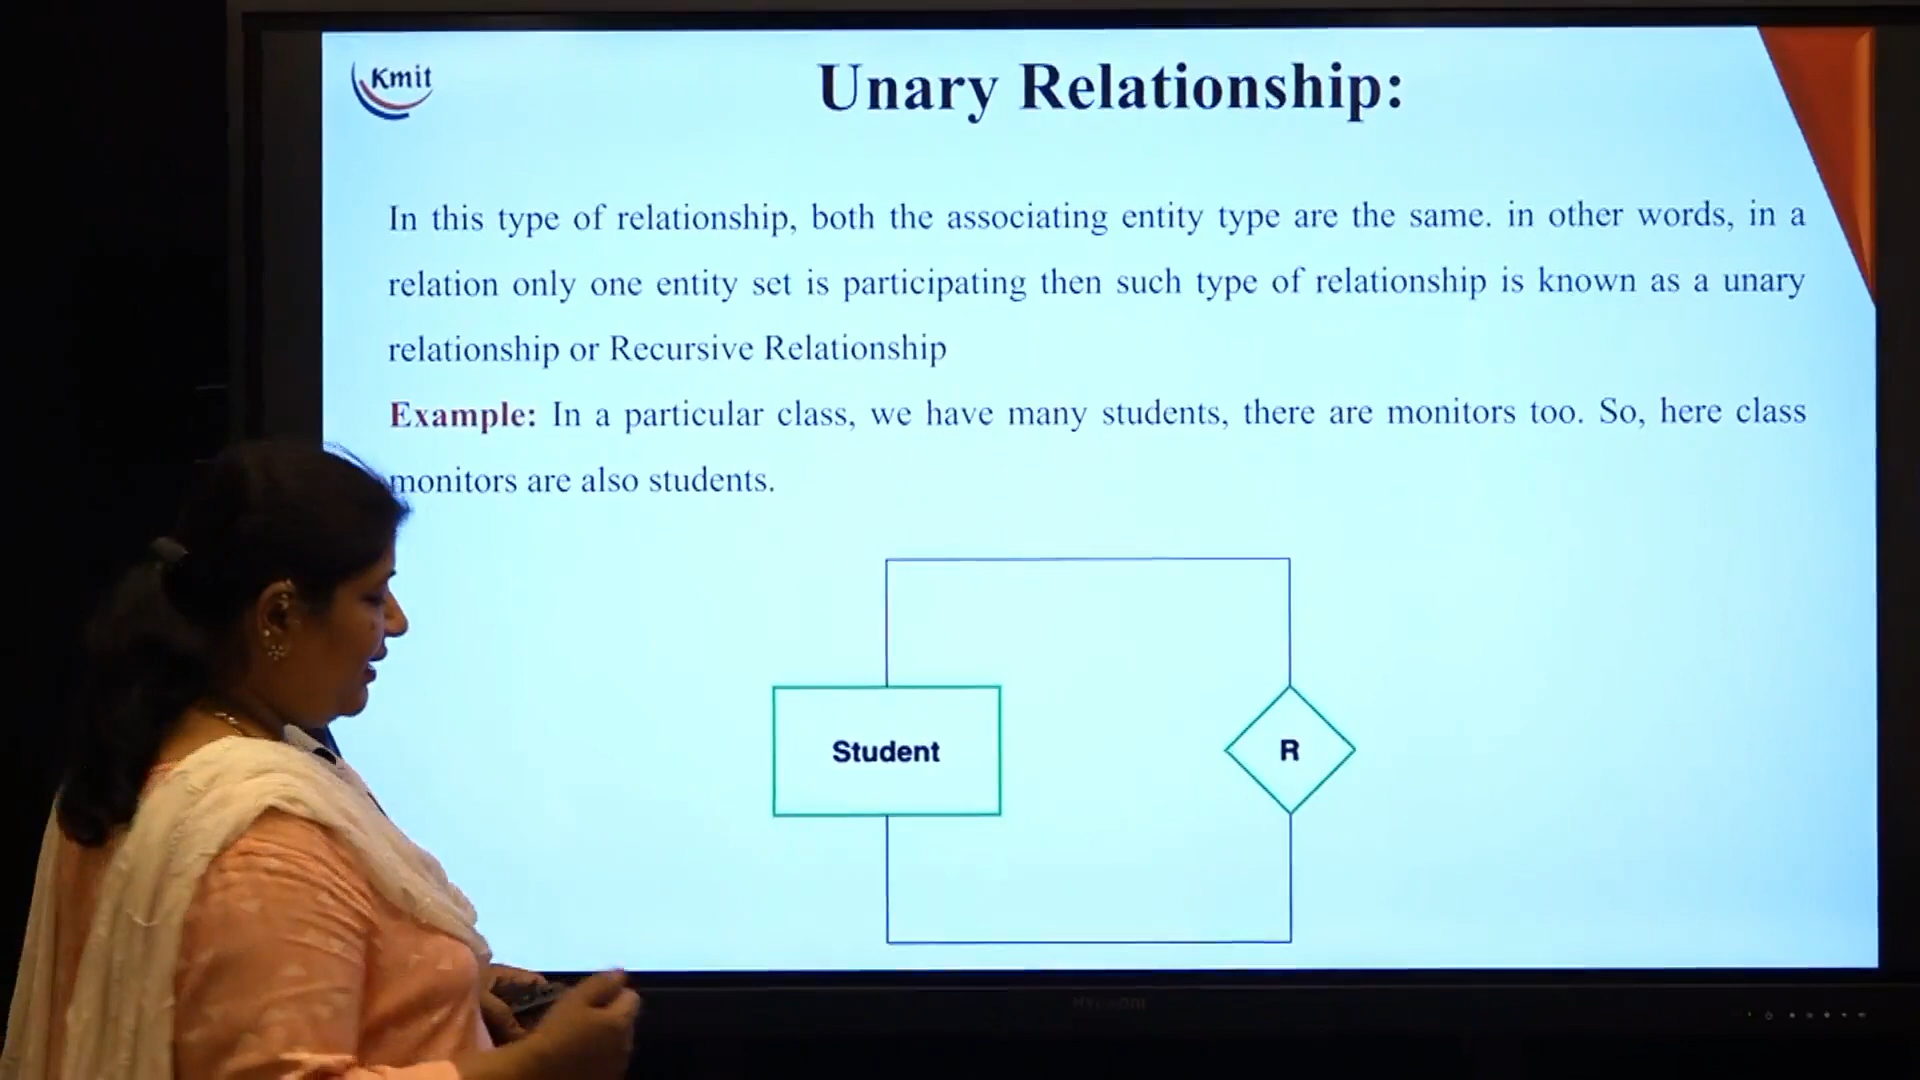 Kmit
Unary Relationship:
In this type of relationship, both the associating entity type are the same. in other words, in a
relation only one entity set is participating then such type of relationship is known as a unary
relationship or Recursive Relationship
Example: In a particular class, we have many students, there are monitors too. So, here class
monitors are also students.
Student
R